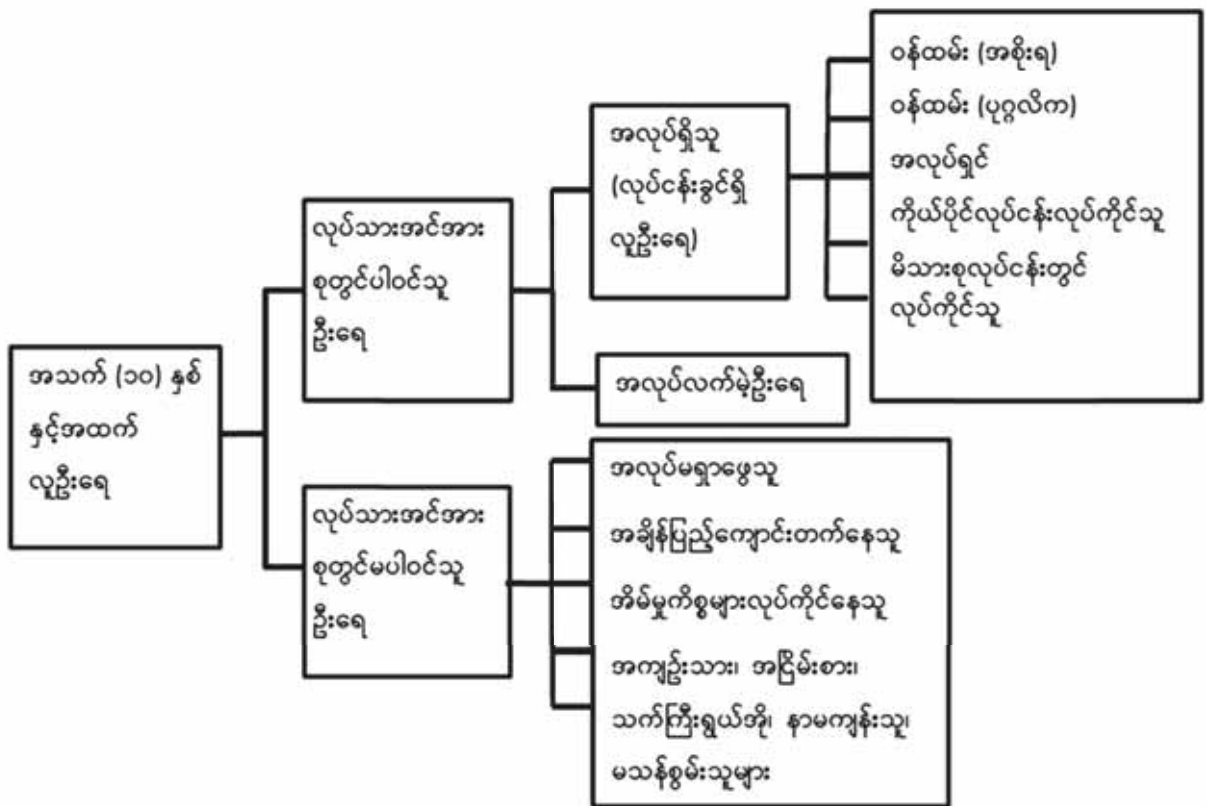 အသက် (၁၀) နှစ်
နှင့်အထက်
လူဦးရေ
လုပ်သားအင်အား
စုတွင်ပါဝင်သူ
ဦးရေ
အလုပ်ရှိသူ
(လုပ်ငန်းခွင်ရှိ
လူဦးရေ)
ဝန်ထမ်း (အစိုးရ)
ဝန်ထမ်း (ပုဂ္ဂလိက)
အလုပ်ရှင်
ကိုယ်ပိုင်လုပ်ငန်းလုပ်ကိုင်သူ
မိသားစုလုပ်ငန်းတွင်
လုပ်ကိုင်သူ
အလုပ်လက်မဲ့ဦးရေ
လုပ်သားအင်အား
စုတွင်မပါဝင်သူ
ဦးရေ
အလုပ်မရှာဖွေသူ
အချိန်ပြည့်ကျောင်းတက်နေသူ
အိမ်မှုကိစ္စများလုပ်ကိုင်နေသူ
အကျဉ်းသား၊ အငြိမ်းစား၊
သက်ကြီးရွယ်အို၊ နာမကျန်းသူ၊
မသန်စွမ်းသူများ